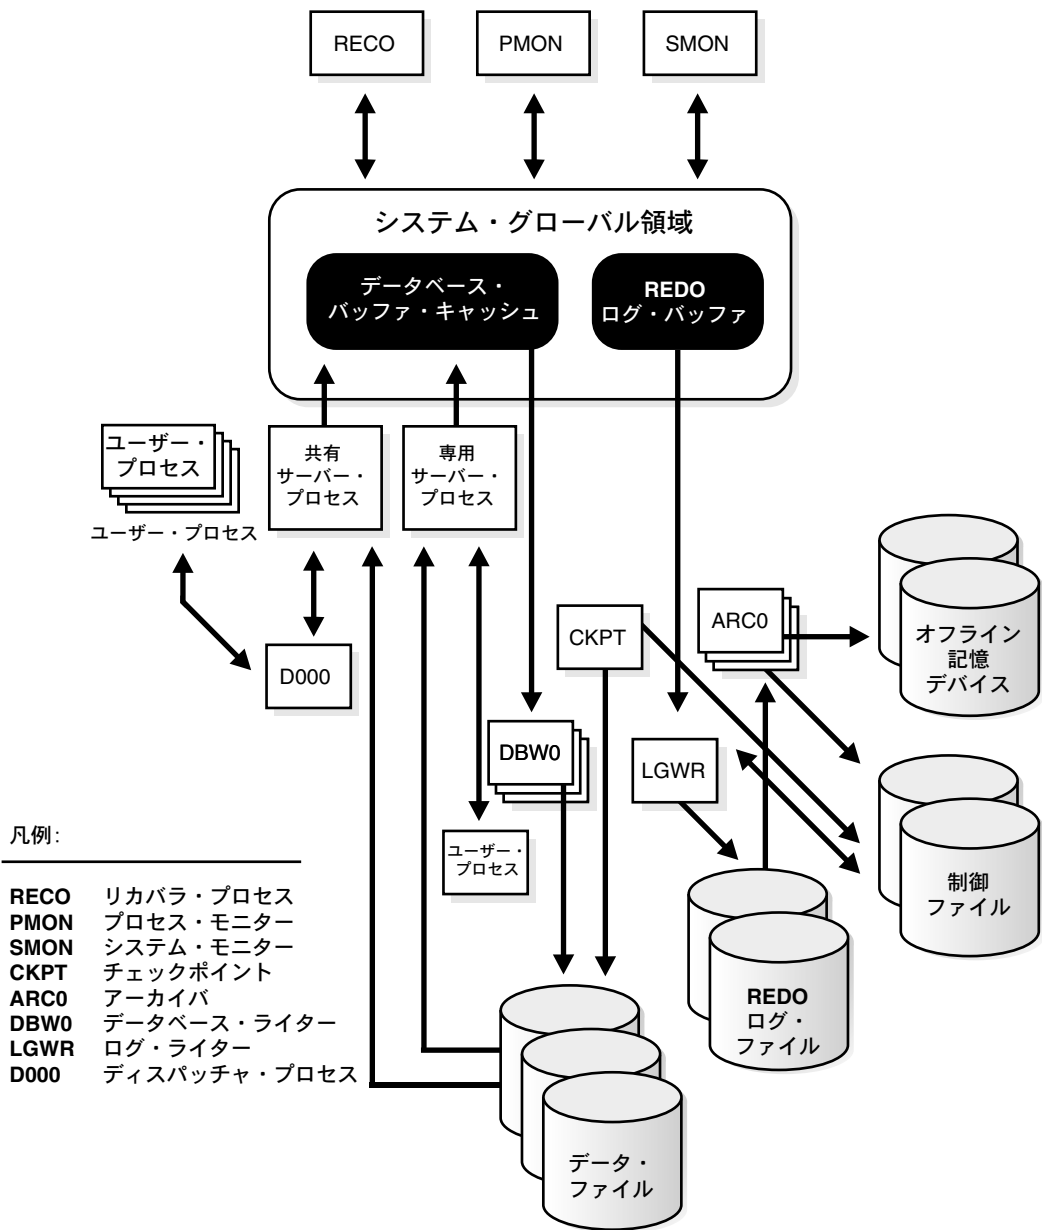 RECO
PMON
SMON
システム・グローバル領域
データベース・
バッファ・キャッシュ
REDO
ログ・バッファ
ユーザー・
プロセス
ユーザー・プロセス
共有
サーバー・
プロセス
専用
サーバー・
プロセス
D000
CKPT
ARC0
オフライン
記憶
デバイス
DBW0
LGWR
ユーザー・
プロセス
制御
ファイル
REDO
ログ・
ファイル
データ・
ファイル
凡例:
RECO リカバラ・プロセス
PMON プロセス・モニター
SMON システム・モニター
CKPT チェックポイント
ARC0 アーカイバ
DBW0 データベース・ライター
LGWR ログ・ライター
D000 ディスパッチャ・プロセス